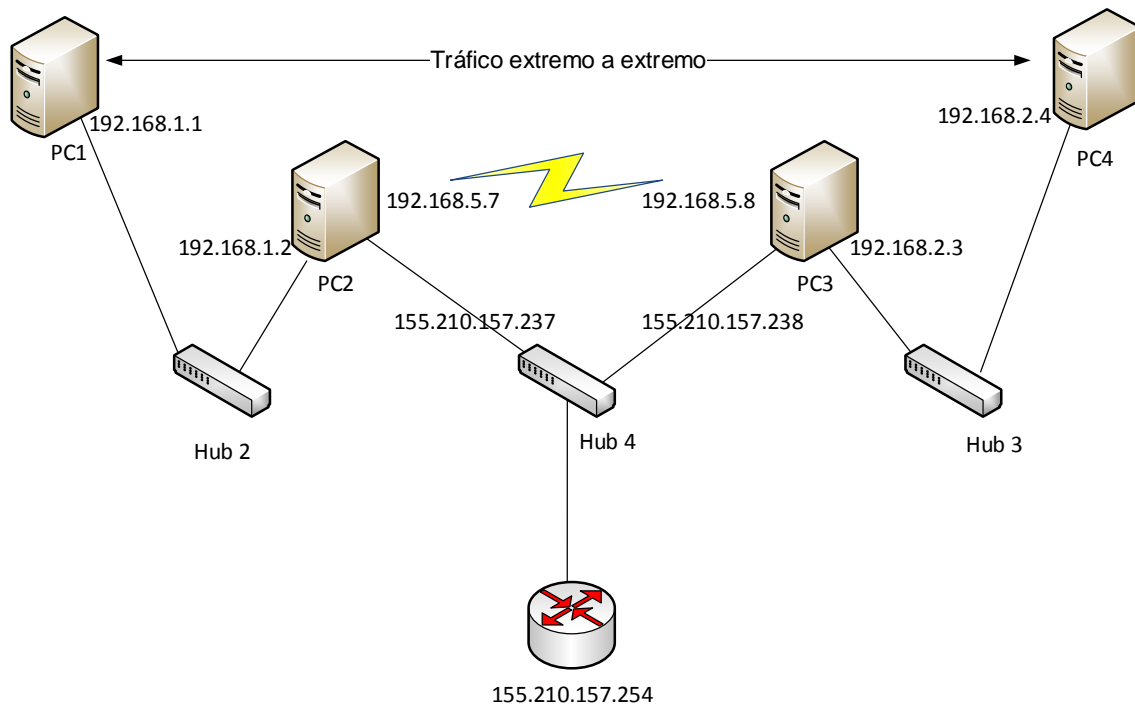 Tráfico extremo a extremo
192.168.1.1
PC1
192.168.2.4
PC4
192.168.5.7
192.168.5.8
192.168.1.2
PC2
192.168.2.3
PC3
155.210.157.237
155.210.157.238
Hub 2
Hub 4
Hub 3
155.210.157.254